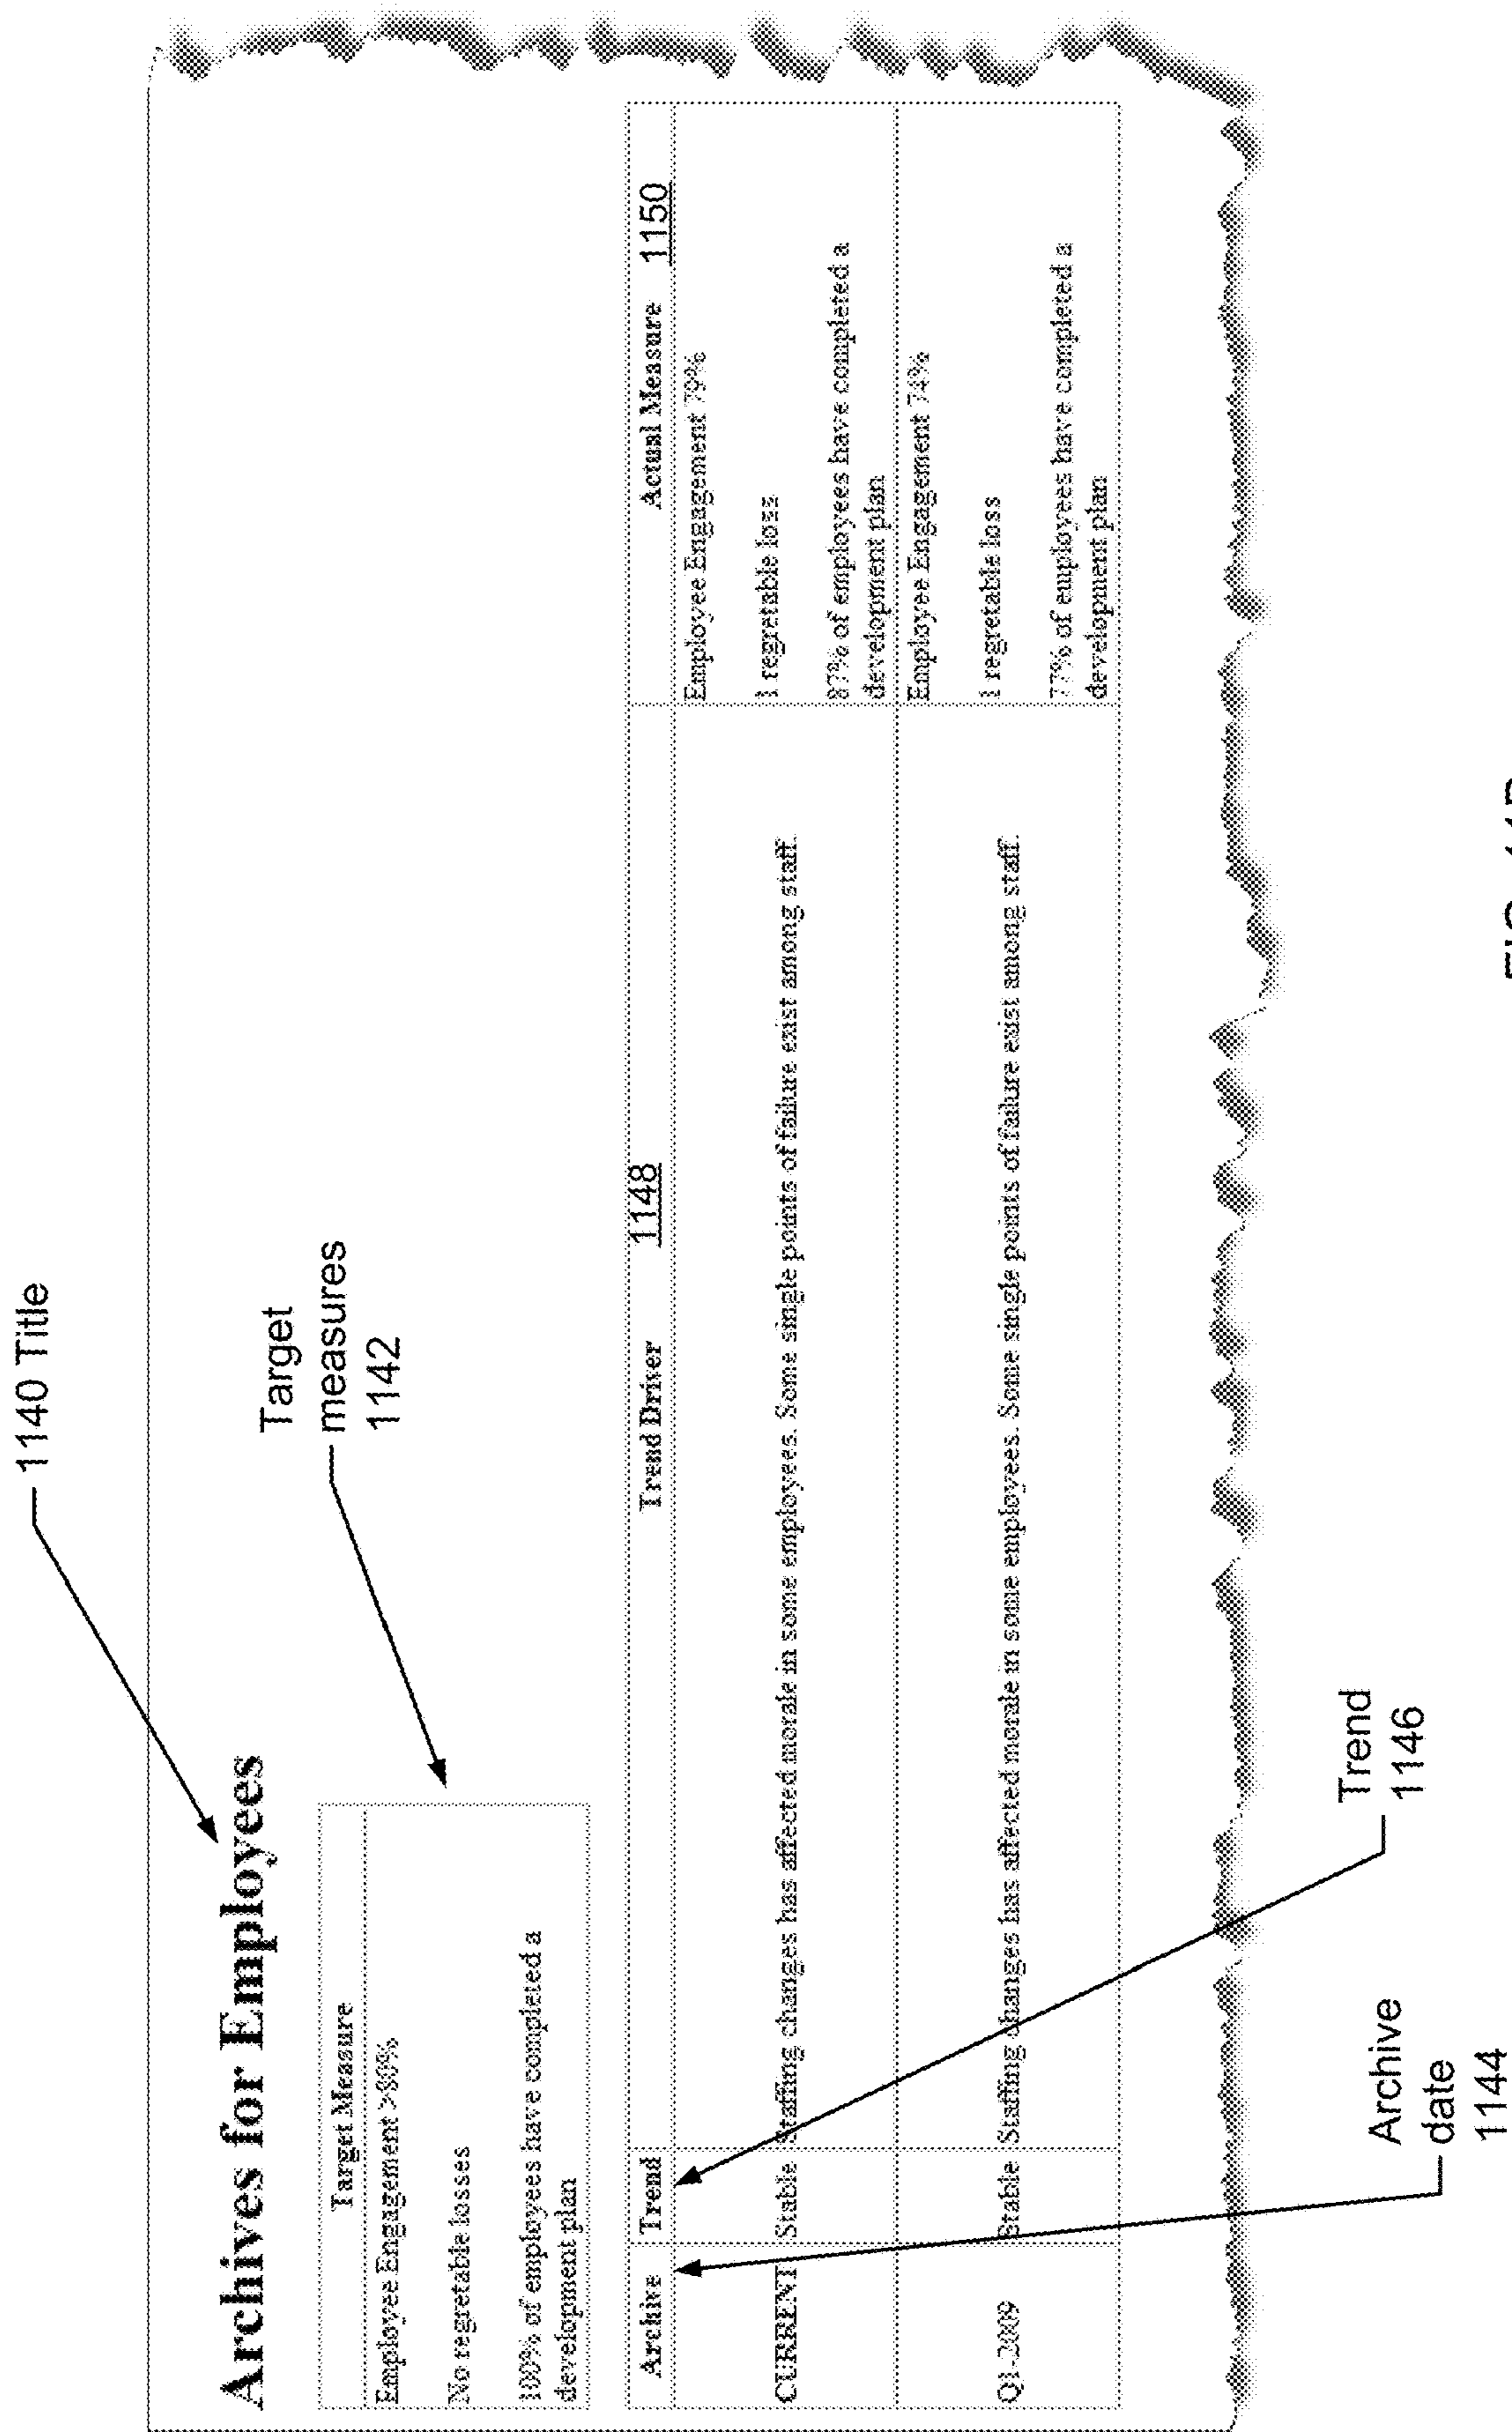 1140 Title
Archives for Employees
Target
measures
1142
Target Measure
Employee Engagement >80%
No regretable losses
100% of employees have completed a
development plan
Archive Trend Trend Driver 1148 Actual Measure 1150
CURRENT Stable Staffing changes has affected morale in some employees. Some single points of failure exist among staff.
Employee Engagement 79%
1 regretable loss
87% of employees have completed a
development plan
Q1-2009 Stable Staffing changes has affected morale in some employees. Some single points of failure exist among staff.
Employee Engagement 74%
1 regretable loss
77% of employees have completed a
development plan
Trend
1146
Archive
date
1144